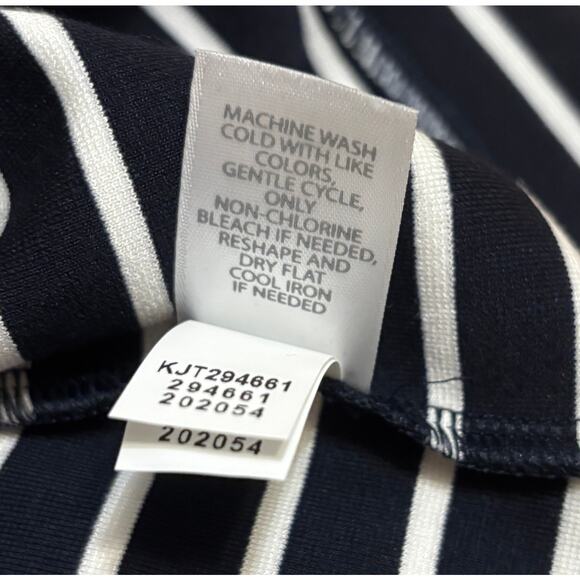 MACHINE WASH
COLD WITH LIKE
COLORS,
GENTLE CYCLE,
ONLY
NON-CHLORINE
BLEACH IF NEEDED,
RESHAPE AND
DRY FLAT
COOL IRON
IF NEEDED
KJT294661
294661
202054
202054